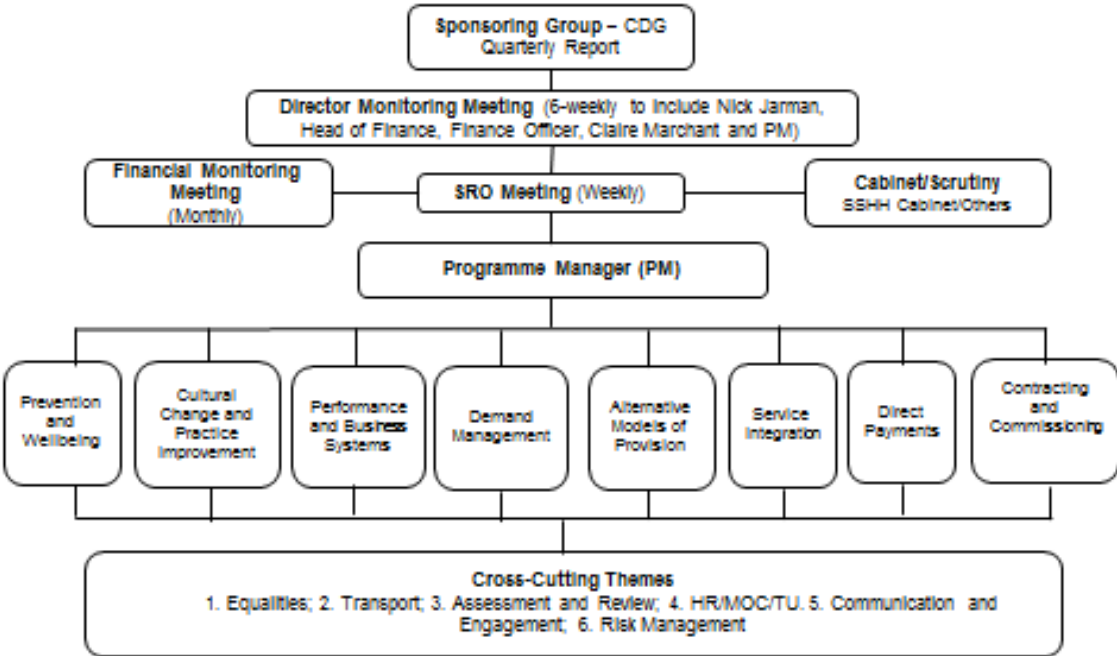 Sponsoring Group – CDG
Quarterly Report
Director Monitoring Meeting (6-weekly to include Nick Jarman,
Head of Finance, Finance Officer, Claire Marchant and PM)
Financial Monitoring
Meeting
(Monthly)
SRO Meeting (Weekly)
Cabinet/Scrutiny
SSHH Cabinet/Others
Programme Manager (PM)
Prevention
and
Wellbeing
Cultural
Change and
Practice
Improvement
Performance
and Business
Systems
Demand
Management
Alternative
Models of
Provision
Service
Integration
Direct
Payments
Contracting
and
Commissioning
Cross-Cutting Themes
1. Equalities; 2. Transport; 3. Assessment and Review; 4. HR/MOC/TU. 5. Communication and
Engagement; 6. Risk Management